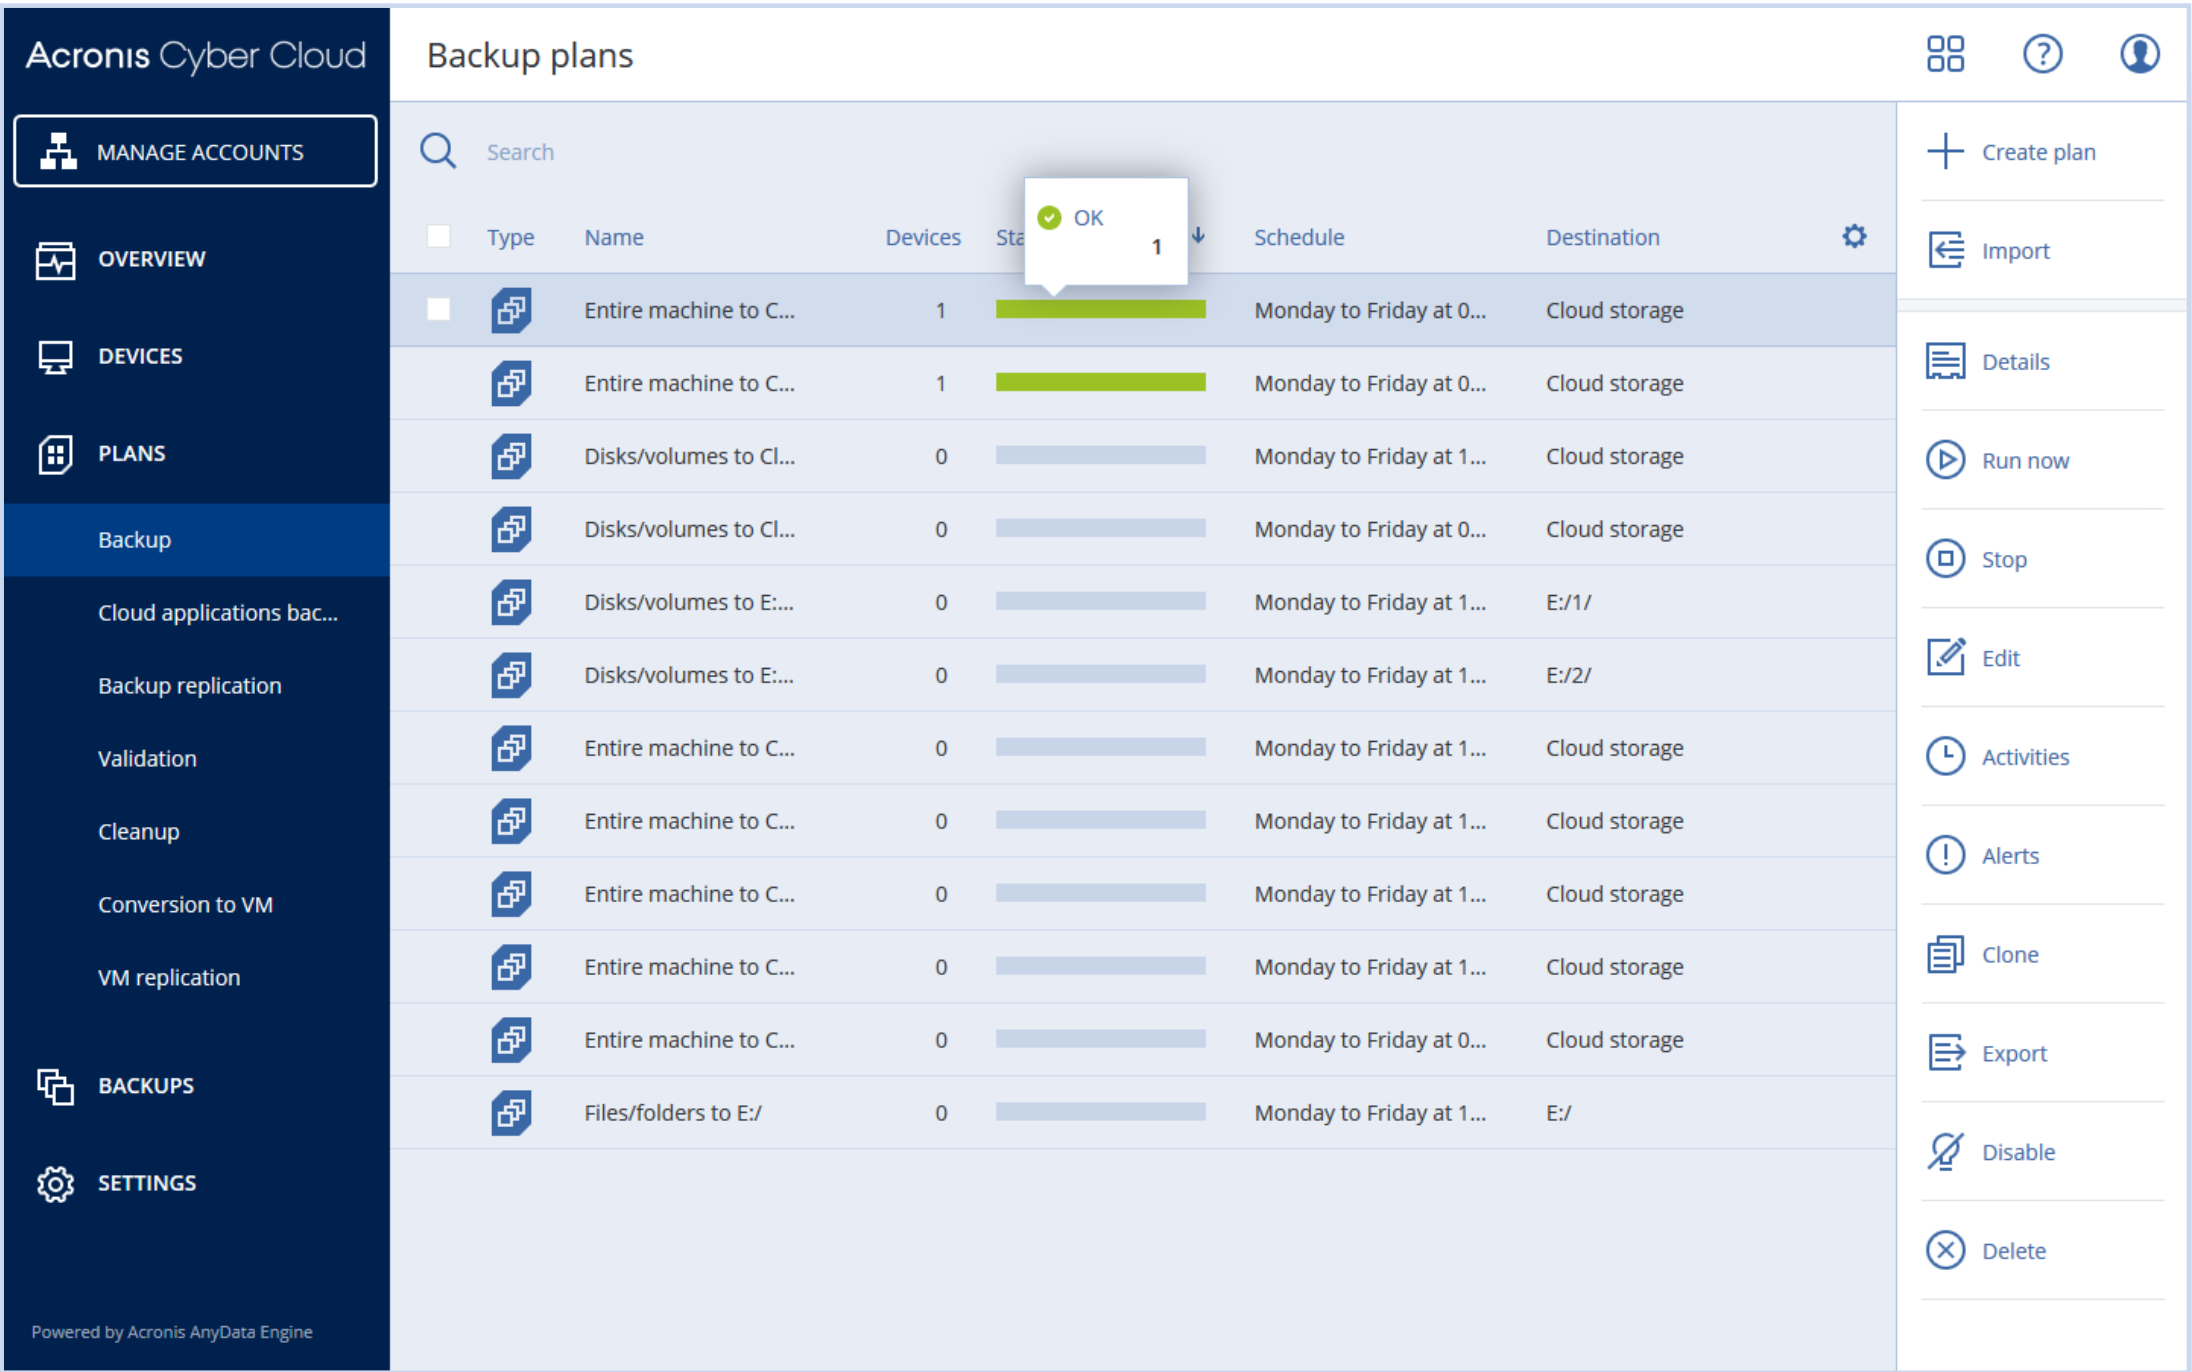 Acronis Cyber Cloud
Backup plans
MANAGE ACCOUNTS
OVERVIEW
DEVICES
PLANS
Backup
Cloud applications bac...
Backup replication
Validation
Cleanup
Conversion to VM
VM replication
BACKUPS
SETTINGS
Powered by Acronis AnyData Engine
Search
OK
1
Type Name Devices Sta Schedule Destination
Entire machine to C... 1 Monday to Friday at 0... Cloud storage
Entire machine to C... 1 Monday to Friday at 0... Cloud storage
Disks/volumes to Cl... 0 Monday to Friday at 1... Cloud storage
Disks/volumes to Cl... 0 Monday to Friday at 0... Cloud storage
Disks/volumes to E:... 0 Monday to Friday at 1... E:/1/
Disks/volumes to E:... 0 Monday to Friday at 1... E:/2/
Entire machine to C... 0 Monday to Friday at 1... Cloud storage
Entire machine to C... 0 Monday to Friday at 1... Cloud storage
Entire machine to C... 0 Monday to Friday at 1... Cloud storage
Entire machine to C... 0 Monday to Friday at 1... Cloud storage
Entire machine to C... 0 Monday to Friday at 0... Cloud storage
Files/folders to E:/ 0 Monday to Friday at 1... E:/
Create plan
Import
Details
Run now
Stop
Edit
Activities
Alerts
Clone
Export
Disable
Delete